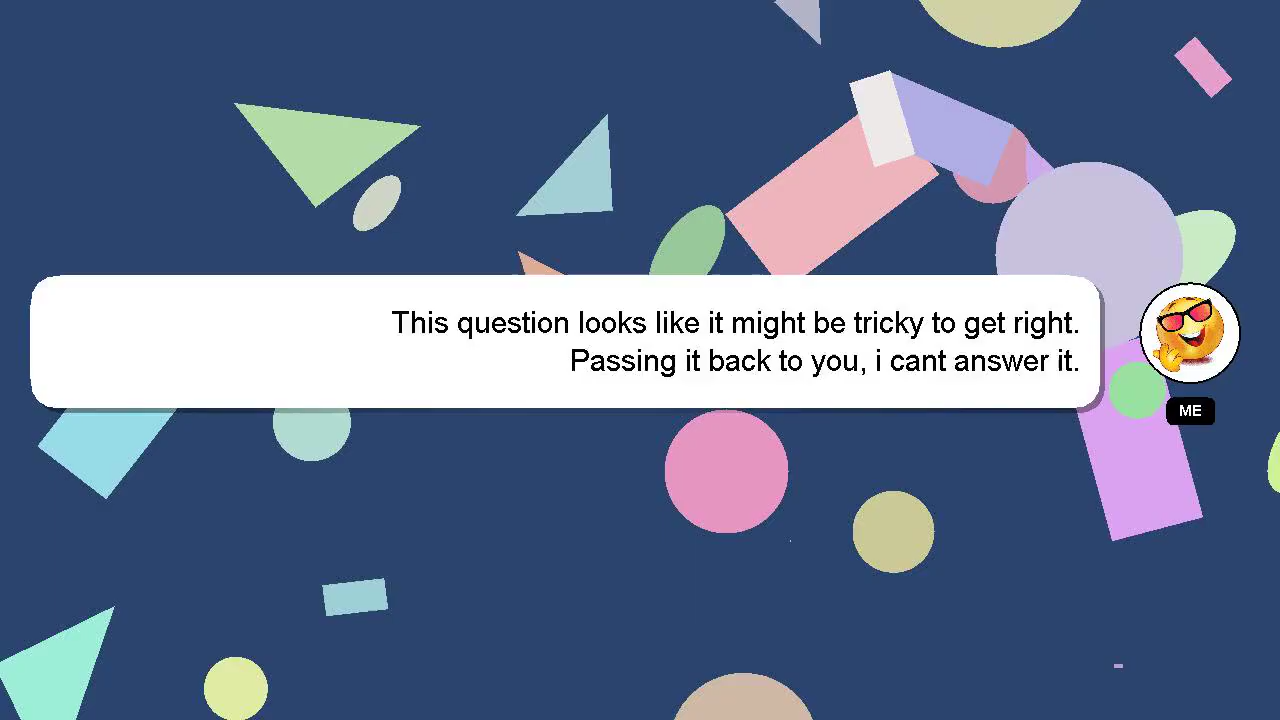 This question looks like it might be tricky to get right.
Passing it back to you, i cant answer it.
ME